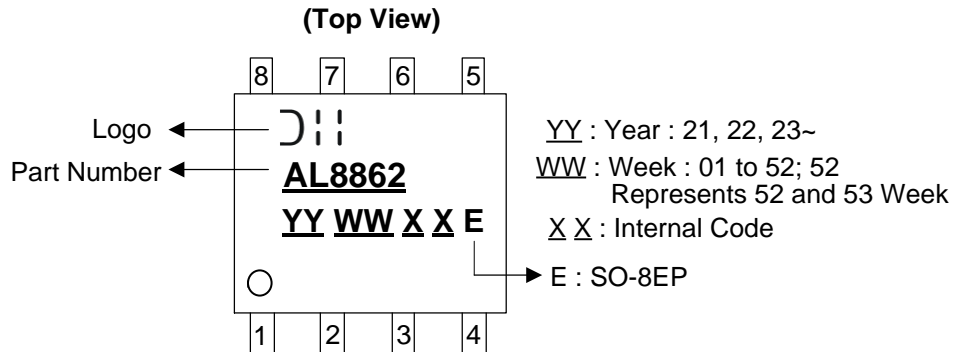 (Top View)
8 7 6 5
Logo
Part Number
AL8862
YY WW X X E
YY : Year : 21, 22, 23~
WW : Week : 01 to 52; 52
Represents 52 and 53 Week
X X : Internal Code
E : SO-8EP
1 2 3 4